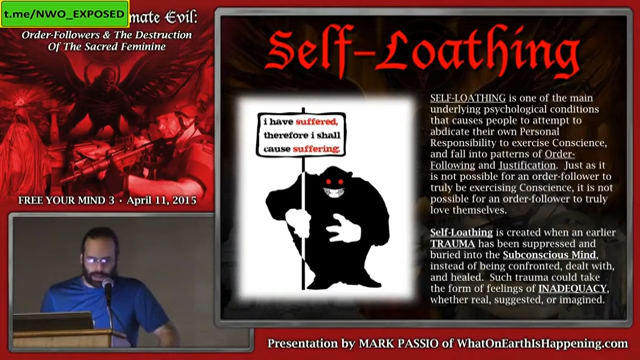 t.me/NWO_EXPOSED
mate Evil:
Order-Followers & The Destruction
Of The Sacred Feminine
FREE YOUR MIND 3 · April 11, 2015
Self-Loathing
i have suffered,
therefore i shall
cause suffering.
SELF-LOATHING is one of the main
underlying psychological conditions
that causes people to attempt to
abdicate their own Personal
Responsibility to exercise Conscience,
and fall into patterns of Order-
Following and Justification. Just as it
is not possible for an order-follower to
truly be exercising Conscience, it is not
possible for an order-follower to truly
love themselves.
Self-Loathing is created when an earlier
TRAUMA has been suppressed and
buried into the Subconscious Mind,
instead of being confronted, dealt with,
and healed. Such trauma could take
the form of feelings of INADEQUACY,
whether real, suggested, or imagined.
Presentation by MARK PASSIO of WhatOnEarthIsHappening.com